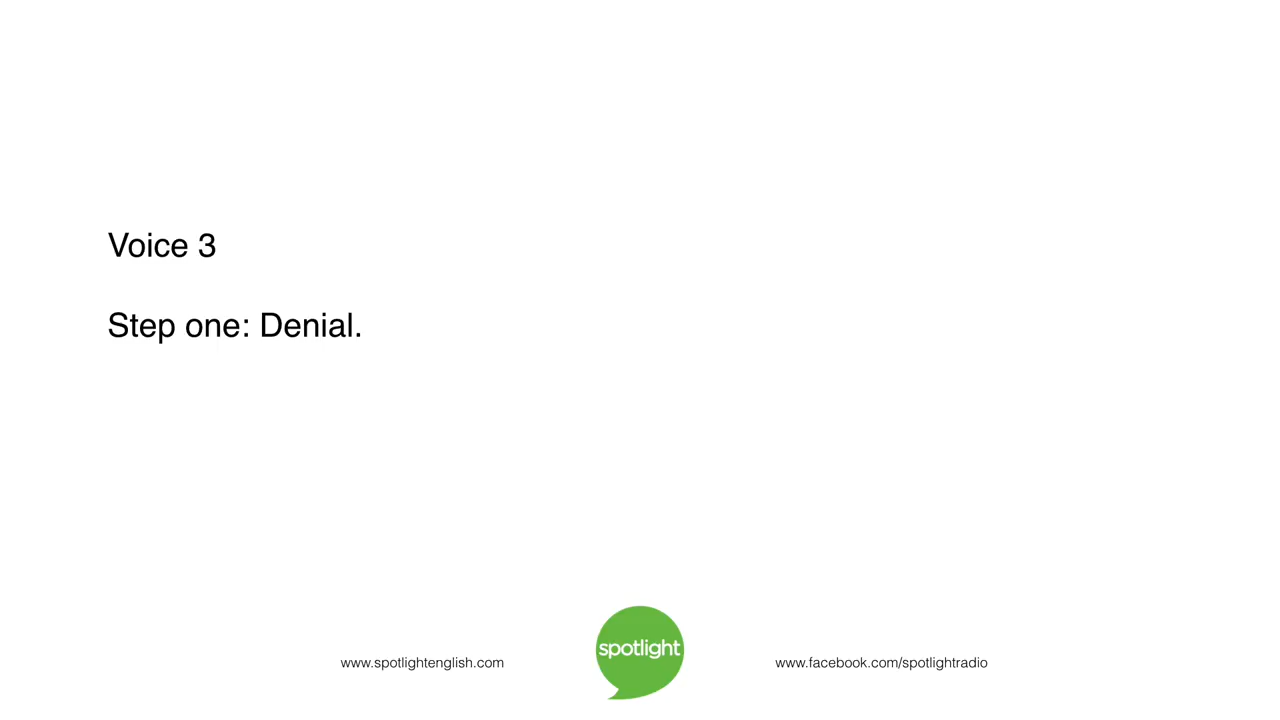 Voice 3
Step one: Denial.
www.spotlightenglish.com
spotlight
www.facebook.com/spotlightradio